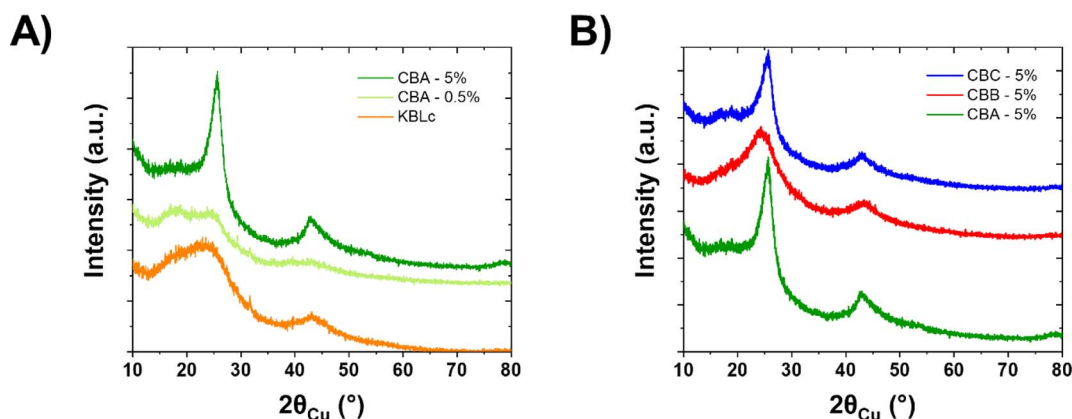 A)
CBA - 5%
CBA - 0.5%
KBLc
Intensity (a.u.)
10 20 30 40 50 60 70 80
2θCu (°)
B)
CBC - 5%
CBB - 5%
CBA - 5%
Intensity (a.u.)
10 20 30 40 50 60 70 80
2θCu (°)